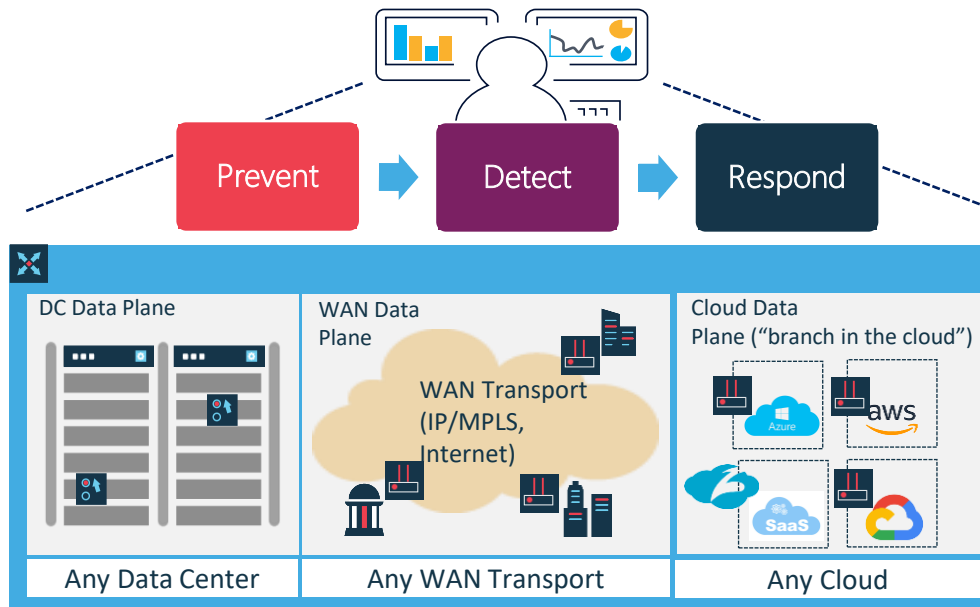 Prevent
Detect
Respond
DC Data Plane
WAN Data
Plane
WAN Transport
(IP/MPLS,
Internet)
Cloud Data
Plane (“branch in the cloud”)
Azure
aws
SaaS
Any Data Center
Any WAN Transport
Any Cloud